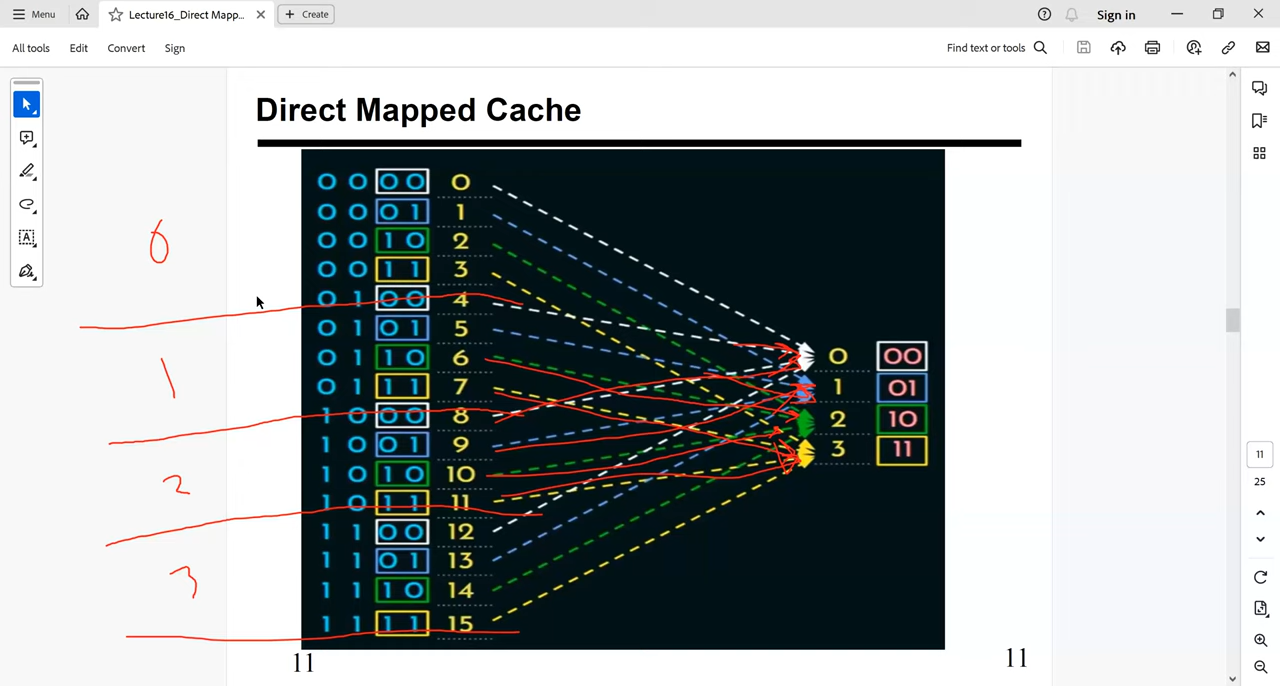 Menu
Lecture16_Direct Mapp...
Create
Sign in
All tools
Edit
Convert
Sign
Find text or tools
Direct Mapped Cache
0 0 0 0 0
0 0 0 1 1
0 0 1 0 2
0 0 1 1 3
0 1 0 0 4
0 1 0 1 5
0 1 1 0 6
0 1 1 1 7
1 0 0 0 8
1 0 0 1 9
1 0 1 0 10
1 0 1 1 11
1 1 0 0 12
1 1 0 1 13
1 1 1 0 14
1 1 1 1 15
0 00
1 01
2 10
3 11
0
1
2
3
11
11
11
25